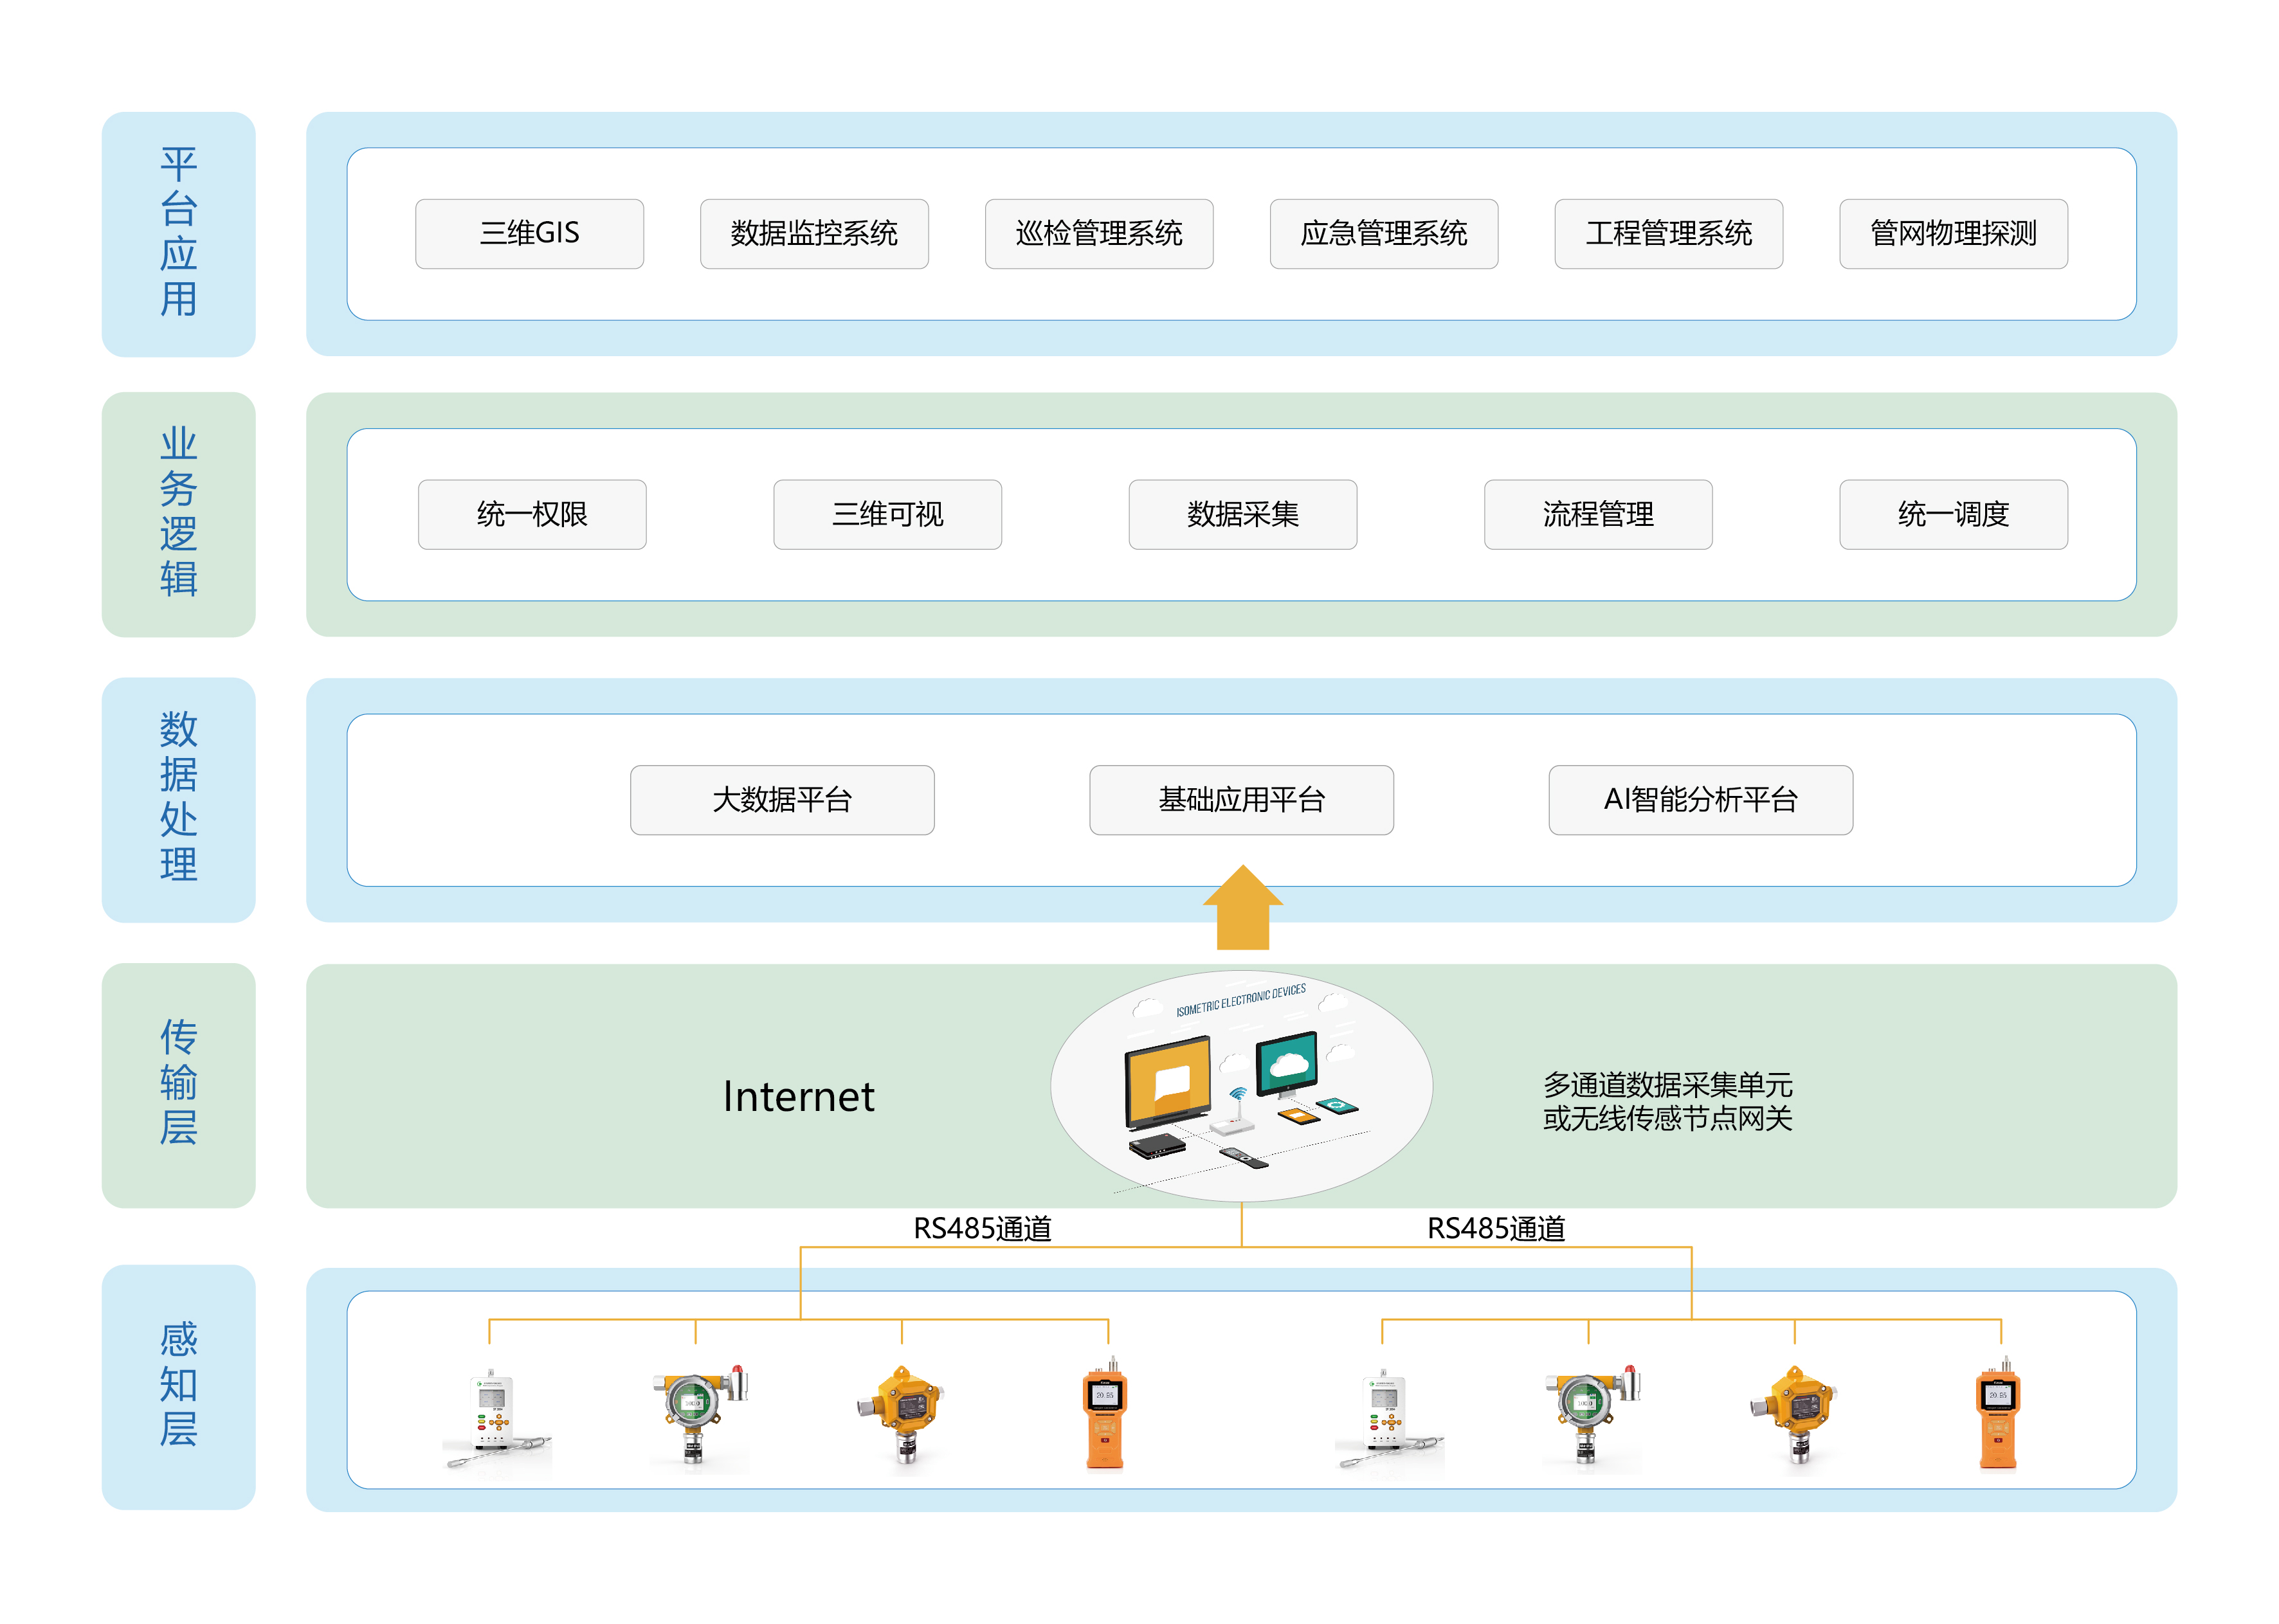 平台应用
三维GIS
数据监控系统
巡检管理系统
应急管理系统
工程管理系统
管网物理探测
业务逻辑
统一权限
三维可视
数据采集
流程管理
统一调度
数据处理
大数据平台
基础应用平台
AI智能分析平台
传输层
Internet
ISOMETRIC ELECTRONIC DEVICES
多通道数据采集单元
或无线传感节点网关
RS485通道
RS485通道
感知层
20.95
20.95